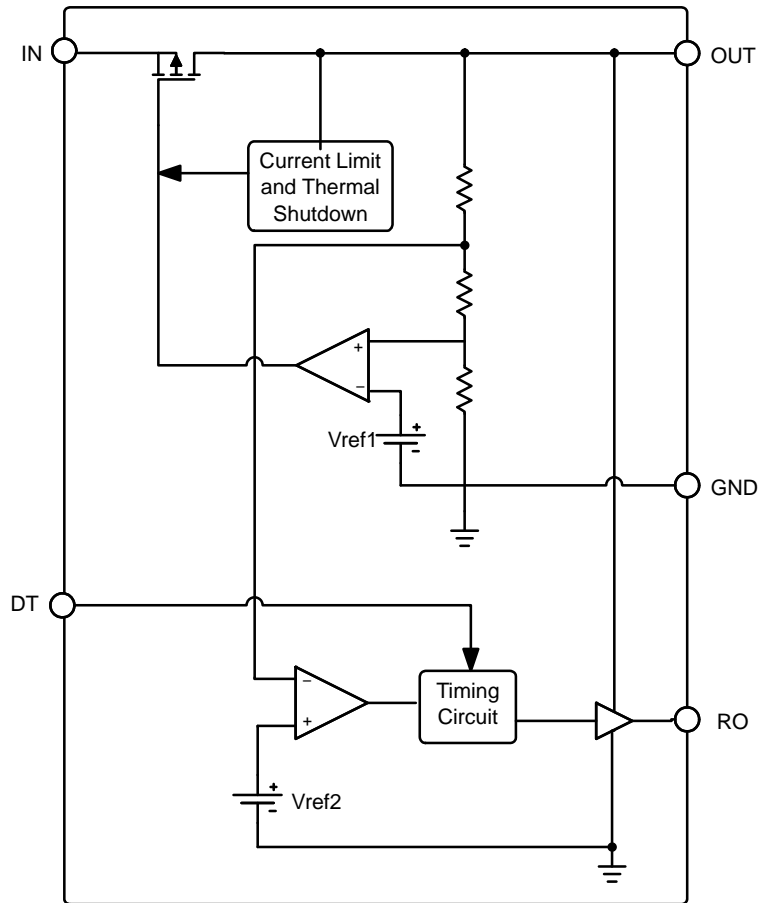 IN
OUT
Current Limit
and Thermal
Shutdown
+
−
Vref1
+
-
GND
DT
−
+
Timing
Circuit
RO
+
-
Vref2